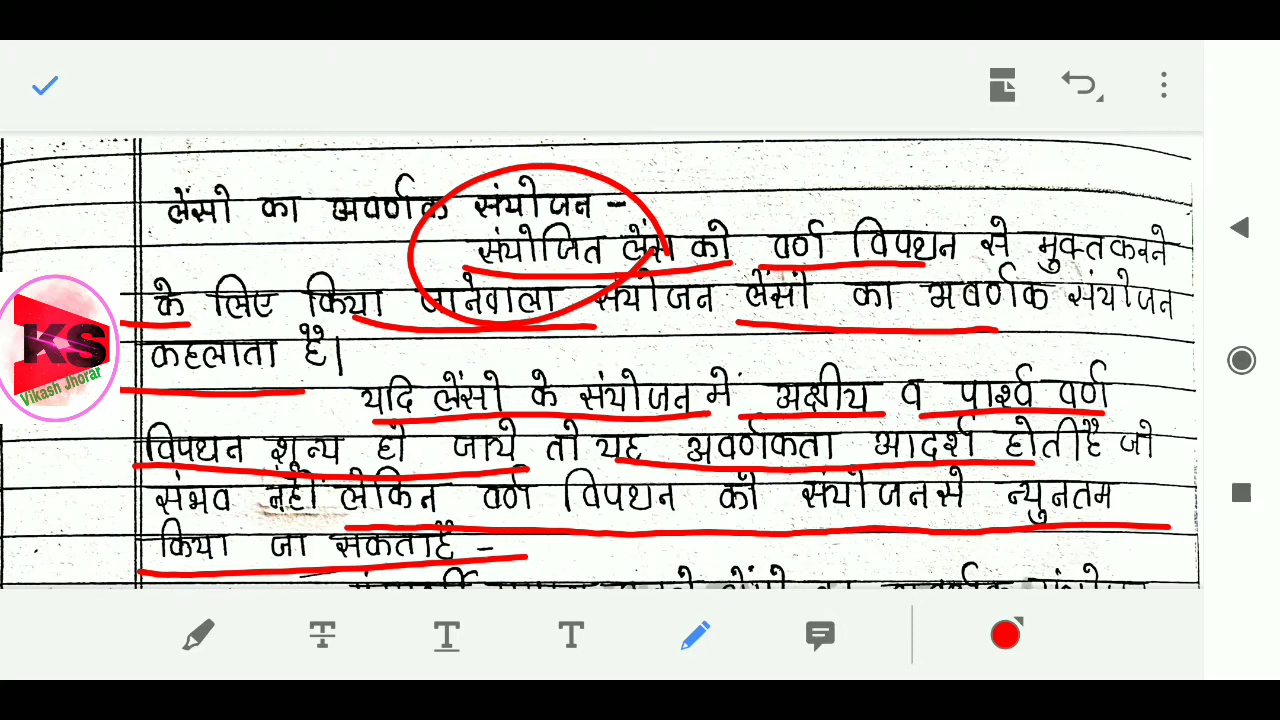 लेंसो का अवर्णक संयोजन -
संयोजित लेंस को वर्ण विपथन से मुक्त करने
के लिए किया जानेवाला संयोजन लेंसों का अवर्णक संयोजन
कहलाता है।
यदि लेंसो के संयोजन में अक्षीय व पार्श्व वर्ण
विपथन शून्य हो जाये तो यह अवर्णकता आदर्श होती है जो
संभव नहीं लेकिन वर्ण विपथन को संयोजन से न्युनतम
किया जा सकता है -
KS
Vikash Jhorar